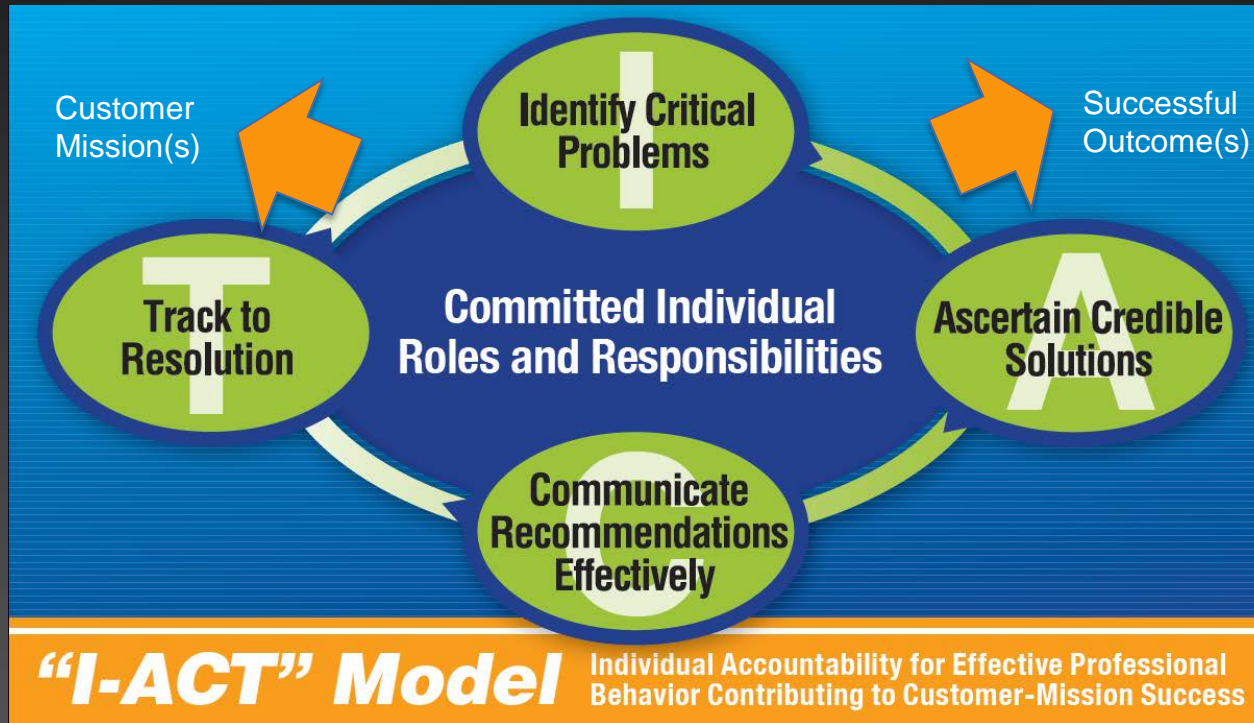 Customer
Mission(s)
I
Identify Critical
Problems
Successful
Outcome(s)
T
Track to
Resolution
Committed Individual
Roles and Responsibilities
A
Ascertain Credible
Solutions
C
Communicate
Recommendations
Effectively
“I-ACT” Model
Individual Accountability for Effective Professional
Behavior Contributing to Customer-Mission Success